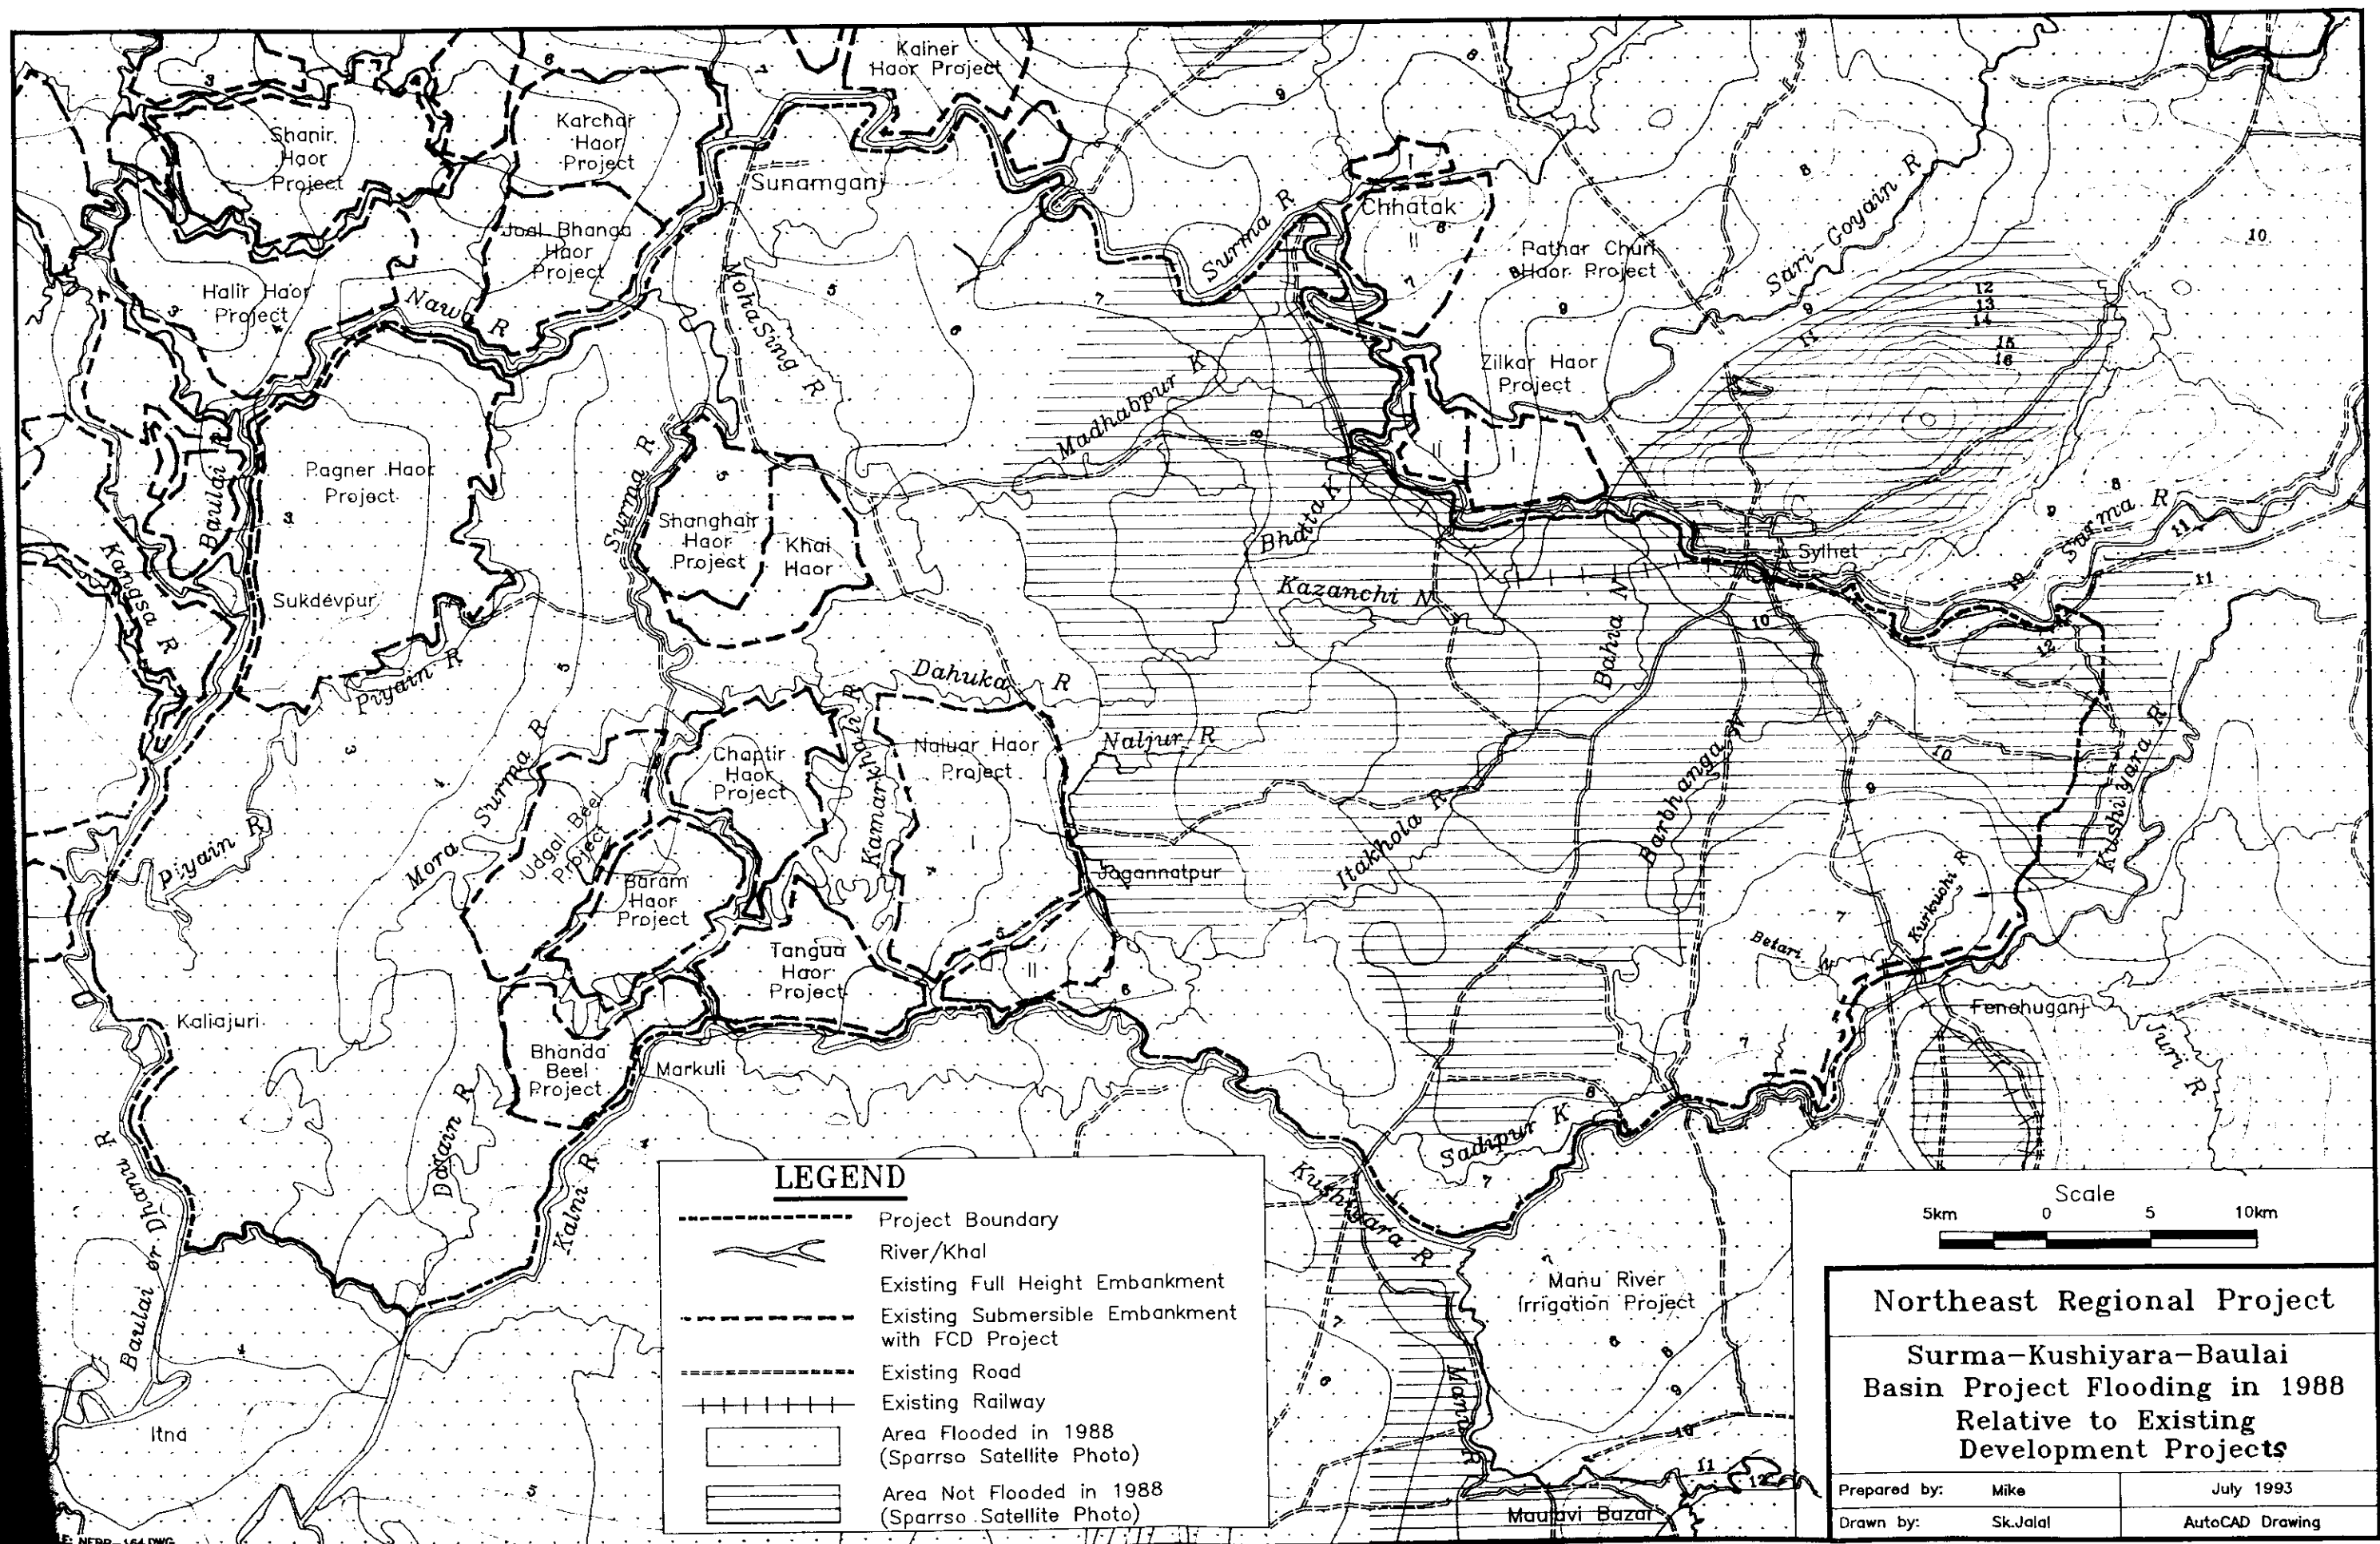 Kalner
Haor Project
Shanir
Haor
Project
Karchar
Haor
Project
Sunamganj
Joal Bhanga
Haor
Project
Halir Haor
Project
Nawa R
MohaSing R
Surma R
Chhatak
I
II
Pathar Churi
Haor Project
Sari-Goyain R
Zilkar Haor
Project
II
I
Madhabpur K
Pagner Haor
Project
Baulai R
Kangsa R
Sukdevpur
Piyain R
Surma R
Shanghair
Haor
Project
Khai
Haor
Bhatta K
Kazanchi N
Bahia N
Sylhet
Surma R
Dahuka R
Naljur R
Chaptir
Haor
Project
Kamarkhali R
Naluar Haor
Project
I
II
Mora Surma R
Udgal Beel
Project
Baram
Haor
Project
Tangua
Haor
Project
Jagannatpur
Itakhola R
Barbhanga N
Kushiyara R
Kurkuchi R
Betari N
Fenchuganj
Juri R
Piyain R
Kaliajuri
Bhanda
Beel
Project
Markuli
Darain R
Kalni R
Baulai or Dhanu R
Itna
Sadipur K
Kushiyara R
Manu River
Irrigation Project
Manu R
Maulavi Bazar
LEGEND
Project Boundary
River/Khal
Existing Full Height Embankment
Existing Submersible Embankment
with FCD Project
Existing Road
Existing Railway
Area Flooded in 1988
(Sparrso Satellite Photo)
Area Not Flooded in 1988
(Sparrso Satellite Photo)
Scale
5km 0 5 10km
Northeast Regional Project
Surma-Kushiyara-Baulai
Basin Project Flooding in 1988
Relative to Existing
Development Projects
Prepared by: Mike July 1993
Drawn by: Sk.Jalal AutoCAD Drawing